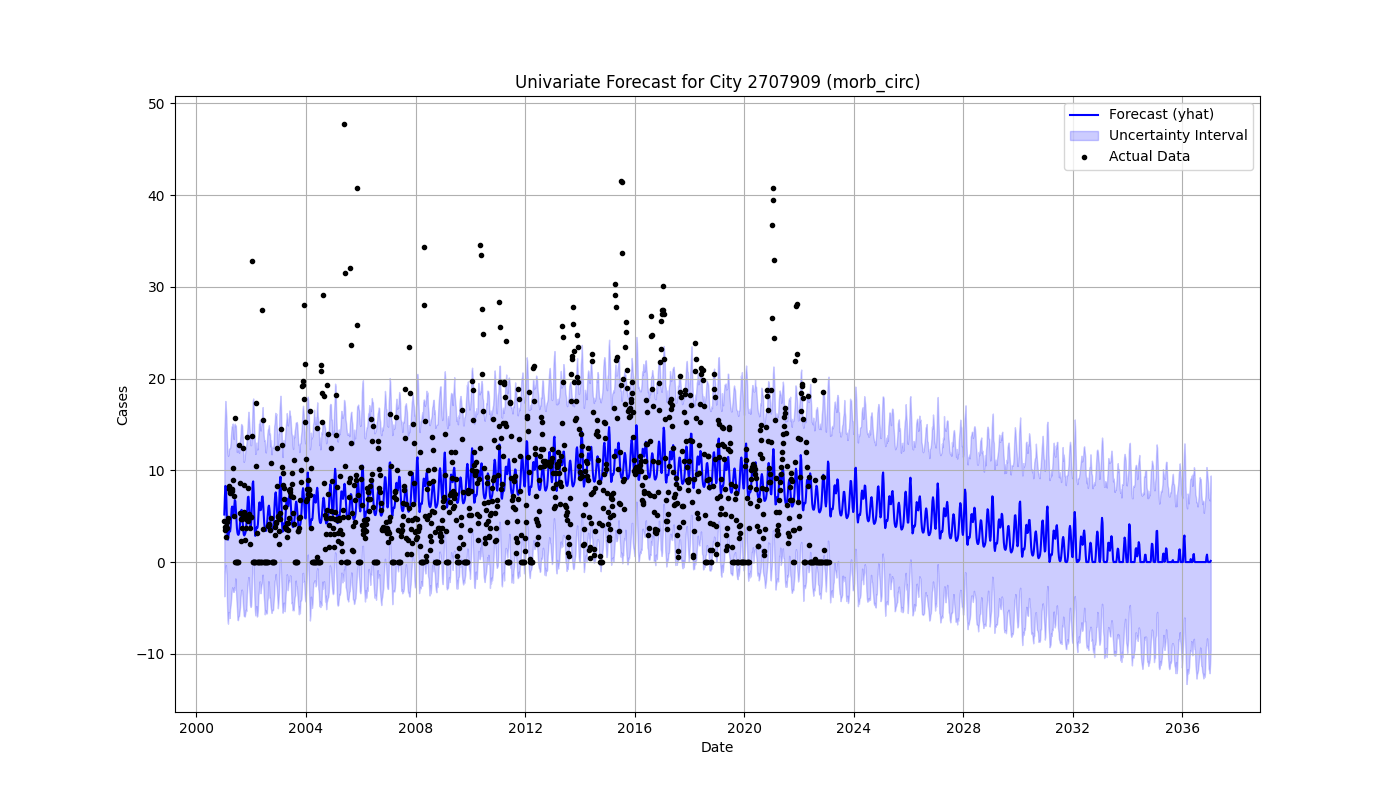 Univariate Forecast for City 2707909 (morb_circ)
Forecast (yhat)
Uncertainty Interval
Actual Data
Cases
50
40
30
20
10
0
−10
2000 2004 2008 2012 2016 2020 2024 2028 2032 2036
Date